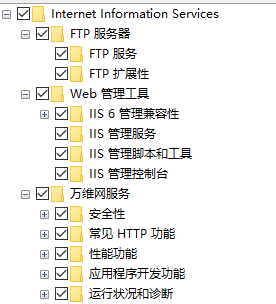 Internet Information Services
FTP 服务器
FTP 服务
FTP 扩展性
Web 管理工具
IIS 6 管理兼容性
IIS 管理服务
IIS 管理脚本和工具
IIS 管理控制台
万维网服务
安全性
常见 HTTP 功能
性能功能
应用程序开发功能
运行状况和诊断